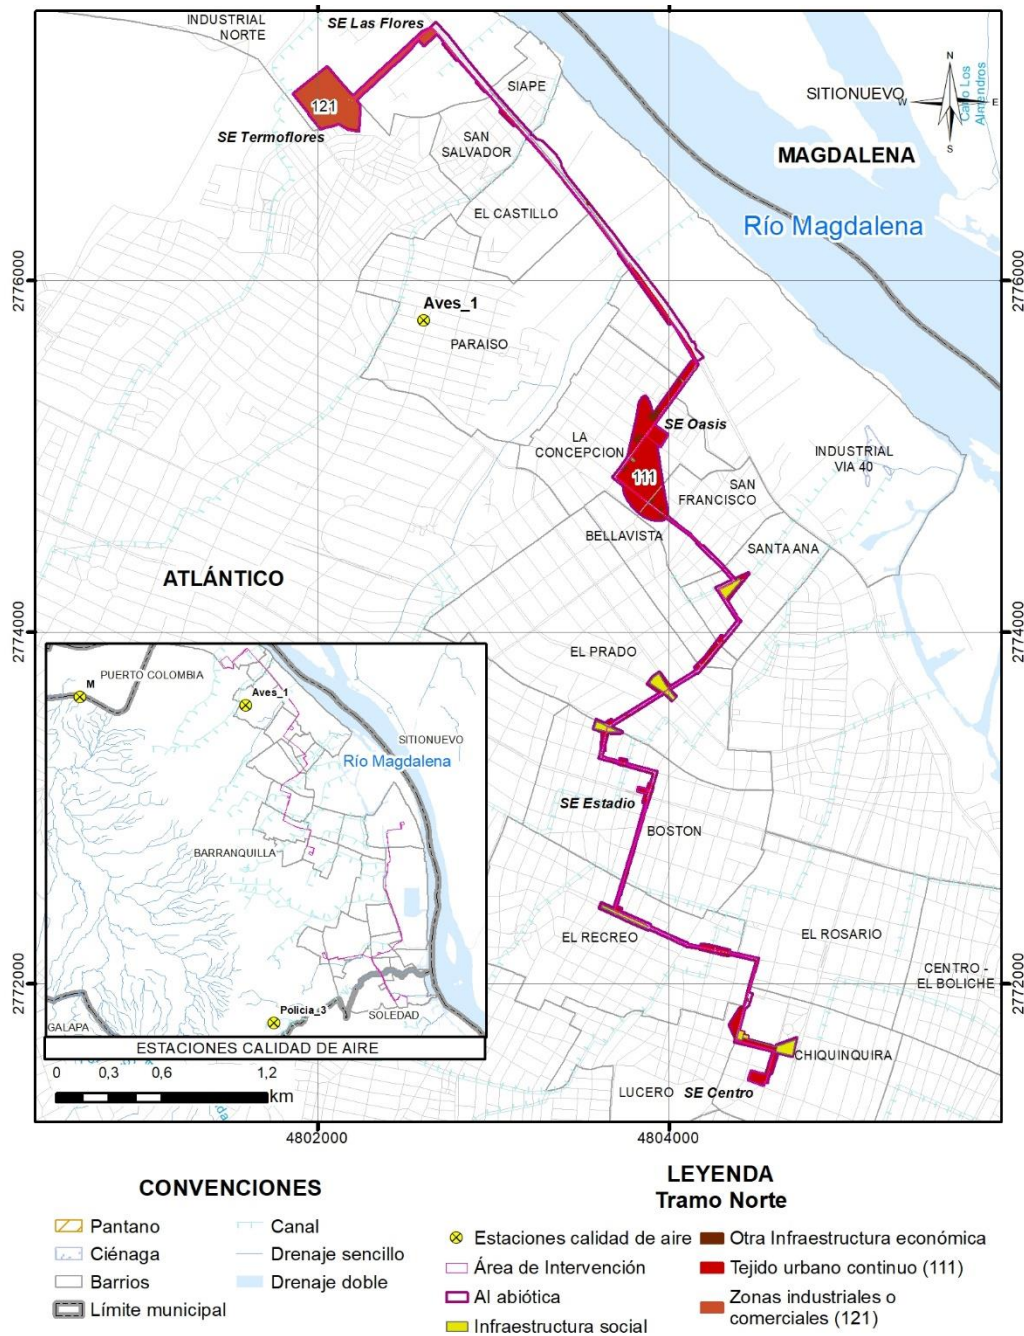 INDUSTRIAL
NORTE
SE Las Flores
SIAPE
SITIONUEVO
N
W
E
S
Caño Los
Almendros
121
SE Termoflores
SAN
SALVADOR
MAGDALENA
EL CASTILLO
Río Magdalena
2776000
2776000
Aves_1
PARAISO
SE Oasis
LA
CONCEPCION
INDUSTRIAL
VIA 40
111
SAN
FRANCISCO
BELLAVISTA
SANTA ANA
ATLÁNTICO
2774000
2774000
EL PRADO
PUERTO COLOMBIA
M
Aves_1
SITIONUEVO
Río Magdalena
SE Estadio
BOSTON
BARRANQUILLA
EL RECREO
EL ROSARIO
CENTRO -
EL BOLICHE
2772000
2772000
Policia_3
SOLEDAD
GALAPA
ESTACIONES CALIDAD DE AIRE
CHIQUINQUIRA
LUCERO
SE Centro
0
0,3
0,6
1,2
km
4802000
4804000
CONVENCIONES
Pantano
Canal
Ciénaga
Drenaje sencillo
Barrios
Drenaje doble
Límite municipal
LEYENDA
Tramo Norte
Estaciones calidad de aire
Otra Infraestructura económica
Área de Intervención
Tejido urbano continuo (111)
AI abiótica
Zonas industriales o
comerciales (121)
Infraestructura social